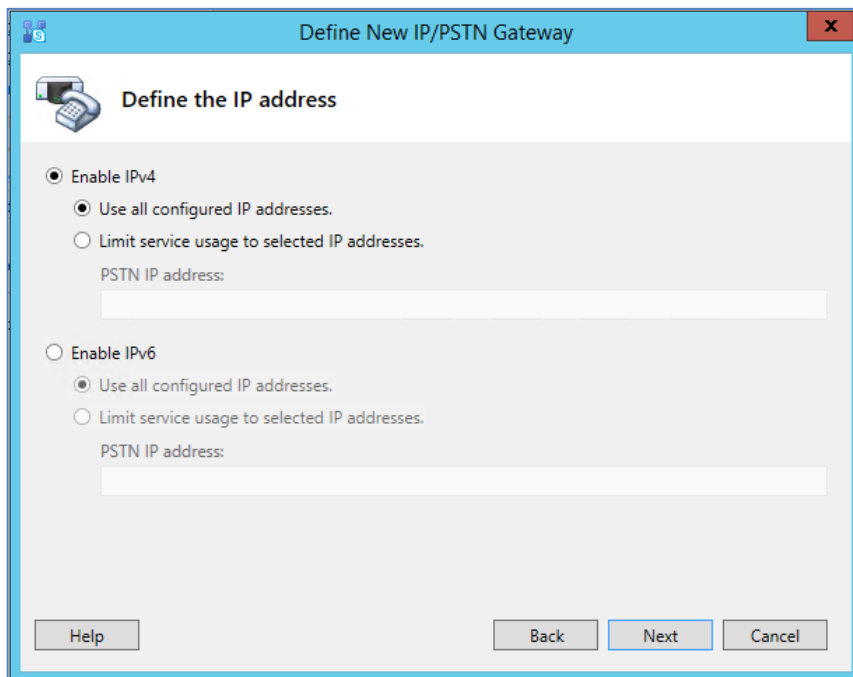 Define New IP/PSTN Gateway
x
Define the IP address
Enable IPv4
Use all configured IP addresses.
Limit service usage to selected IP addresses.
PSTN IP address:
Enable IPv6
Use all configured IP addresses.
Limit service usage to selected IP addresses.
PSTN IP address:
Help Back Next Cancel